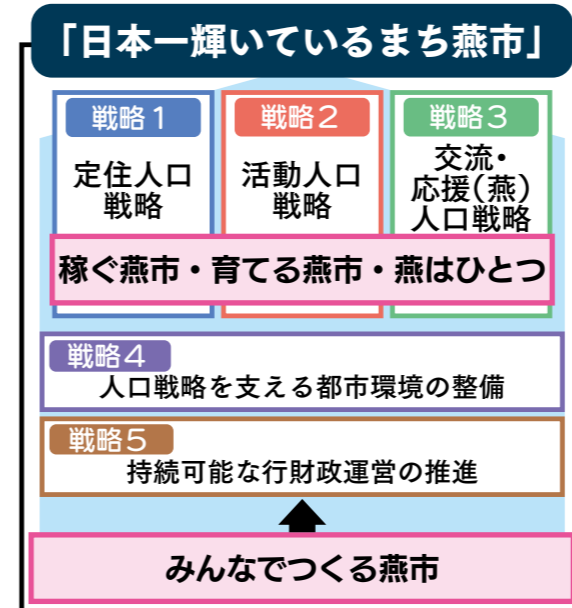 「日本一輝いているまち燕市」
戦略1
定住人口
戦略
戦略2
活動人口
戦略
戦略3
交流・
応援(燕)
人口戦略
稼ぐ燕市・育てる燕市・燕はひとつ
戦略4
人口戦略を支える都市環境の整備
戦略5
持続可能な行財政運営の推進
みんなでつくる燕市